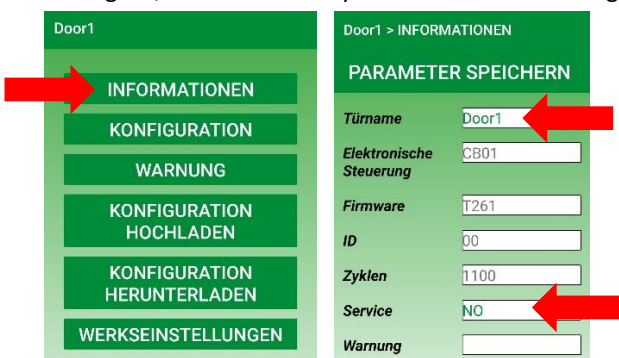 Door1
INFORMATIONEN
KONFIGURATION
WARNUNG
KONFIGURATION
HOCHLADEN
KONFIGURATION
HERUNTERLADEN
WERKSEINSTELLUNGEN
Door1 > INFORMATIONEN
PARAMETER SPEICHERN
Türname Door1
Elektronische CB01
Steuerung
Firmware T261
ID 00
Zyklen 1100
Service NO
Warnung